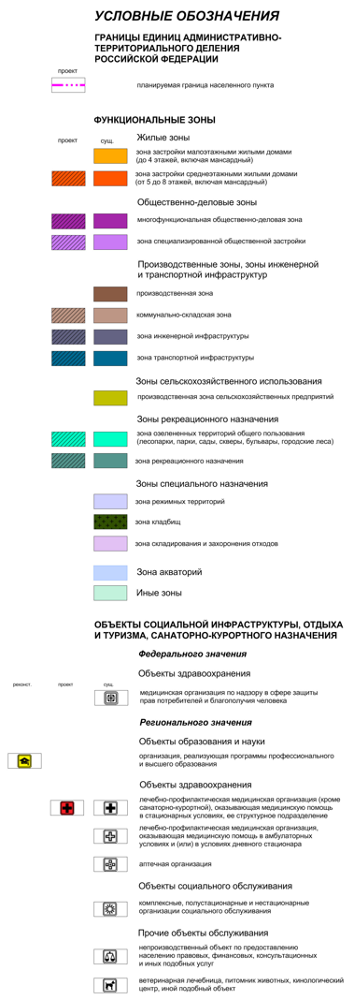 УСЛОВНЫЕ ОБОЗНАЧЕНИЯ
ГРАНИЦЫ ЕДИНИЦ АДМИНИСТРАТИВНО-
ТЕРРИТОРИАЛЬНОГО ДЕЛЕНИЯ
РОССИЙСКОЙ ФЕДЕРАЦИИ
проект
планируемая граница населенного пункта
ФУНКЦИОНАЛЬНЫЕ ЗОНЫ
Жилые зоны
проект сущ.
зона застройки малоэтажными жилыми домами
(до 4 этажей, включая мансардный)
зона застройки среднеэтажными жилыми домами
(от 5 до 8 этажей, включая мансардный)
Общественно-деловые зоны
многофункциональная общественно-деловая зона
зона специализированной общественной застройки
Производственные зоны, зоны инженерной
и транспортной инфраструктур
производственная зона
коммунально-складская зона
зона инженерной инфраструктуры
зона транспортной инфраструктуры
Зоны сельскохозяйственного использования
производственная зона сельскохозяйственных предприятий
Зоны рекреационного назначения
зона озелененных территорий общего пользования
(лесопарки, парки, сады, скверы, бульвары, городские леса)
зона рекреационного назначения
Зоны специального назначения
зона режимных территорий
зона кладбищ
зона складирования и захоронения отходов
Зона акваторий
Иные зоны
ОБЪЕКТЫ СОЦИАЛЬНОЙ ИНФРАСТРУКТУРЫ, ОТДЫХА
И ТУРИЗМА, САНАТОРНО-КУРОРТНОГО НАЗНАЧЕНИЯ
Федерального значения
Объекты здравоохранения
реконст. проект сущ.
медицинская организация по надзору в сфере защиты
прав потребителей и благополучия человека
Регионального значения
Объекты образования и науки
организация, реализующая программы профессионального
и высшего образования
Объекты здравоохранения
лечебно-профилактическая медицинская организация (кроме
санаторно-курортной), оказывающая медицинскую помощь
в стационарных условиях, ее структурное подразделение
лечебно-профилактическая медицинская организация,
оказывающая медицинскую помощь в амбулаторных
условиях и (или) в условиях дневного стационара
аптечная организация
Объекты социального обслуживания
комплексные, полустационарные и нестационарные
организации социального обслуживания
Прочие объекты обслуживания
непроизводственный объект по предоставлению
населению правовых, финансовых, консультационных
и иных подобных услуг
ветеринарная лечебница, питомник животных, кинологический
центр, иной подобный объект